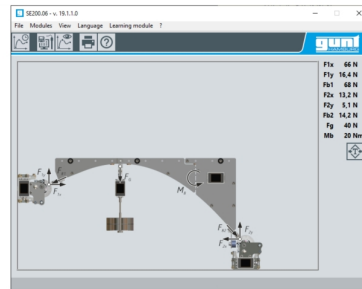 SE200.06 - v. 19.1.1.0
File Modules View Language Learning module ?
gunt
F1x 66 N
F1y 16,4 N
Fb1 68 N
F2x 13,2 N
F2y 5,1 N
Fb2 14,2 N
Fg 40 N
Mb 20 Nm